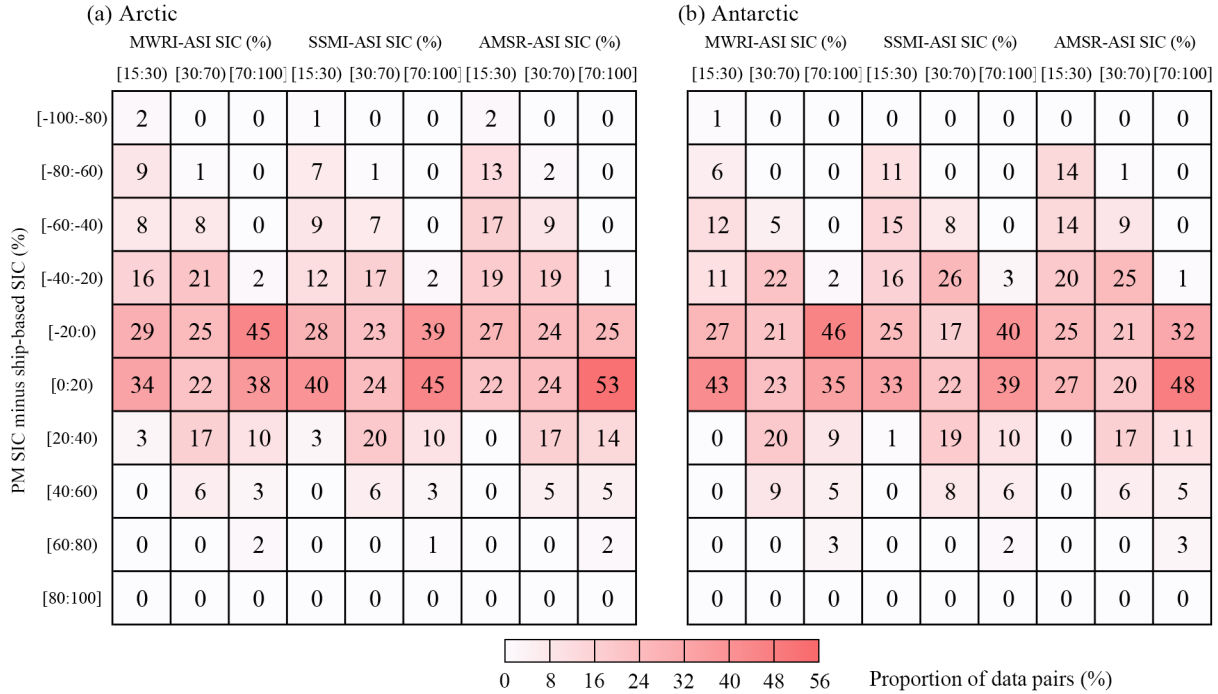 (a) Arctic (b) Antarctic
MWRI-ASI SIC (%) SSMI-ASI SIC (%) AMSR-ASI SIC (%) MWRI-ASI SIC (%) SSMI-ASI SIC (%) AMSR-ASI SIC (%)
[15:30) [30:70) [70:100] [15:30) [30:70) [70:100] [15:30) [30:70) [70:100] [15:30) [30:70) [70:100] [15:30) [30:70) [70:100] [15:30) [30:70) [70:100]
PM SIC minus ship-based SIC (%)
[-100:-80) 2 0 0 1 0 0 2 0 0 1 0 0 0 0 0 0 0 0
[-80:-60) 9 1 0 7 1 0 13 2 0 6 0 0 11 0 0 14 1 0
[-60:-40) 8 8 0 9 7 0 17 9 0 12 5 0 15 8 0 14 9 0
[-40:-20) 16 21 2 12 17 2 19 19 1 11 22 2 16 26 3 20 25 1
[-20:0) 29 25 45 28 23 39 27 24 25 27 21 46 25 17 40 25 21 32
[0:20) 34 22 38 40 24 45 22 24 53 43 23 35 33 22 39 27 20 48
[20:40) 3 17 10 3 20 10 0 17 14 0 20 9 1 19 10 0 17 11
[40:60) 0 6 3 0 6 3 0 5 5 0 9 5 0 8 6 0 6 5
[60:80) 0 0 2 0 0 1 0 0 2 0 0 3 0 0 2 0 0 3
[80:100] 0 0 0 0 0 0 0 0 0 0 0 0 0 0 0 0 0 0
0 8 16 24 32 40 48 56 Proportion of data pairs (%)